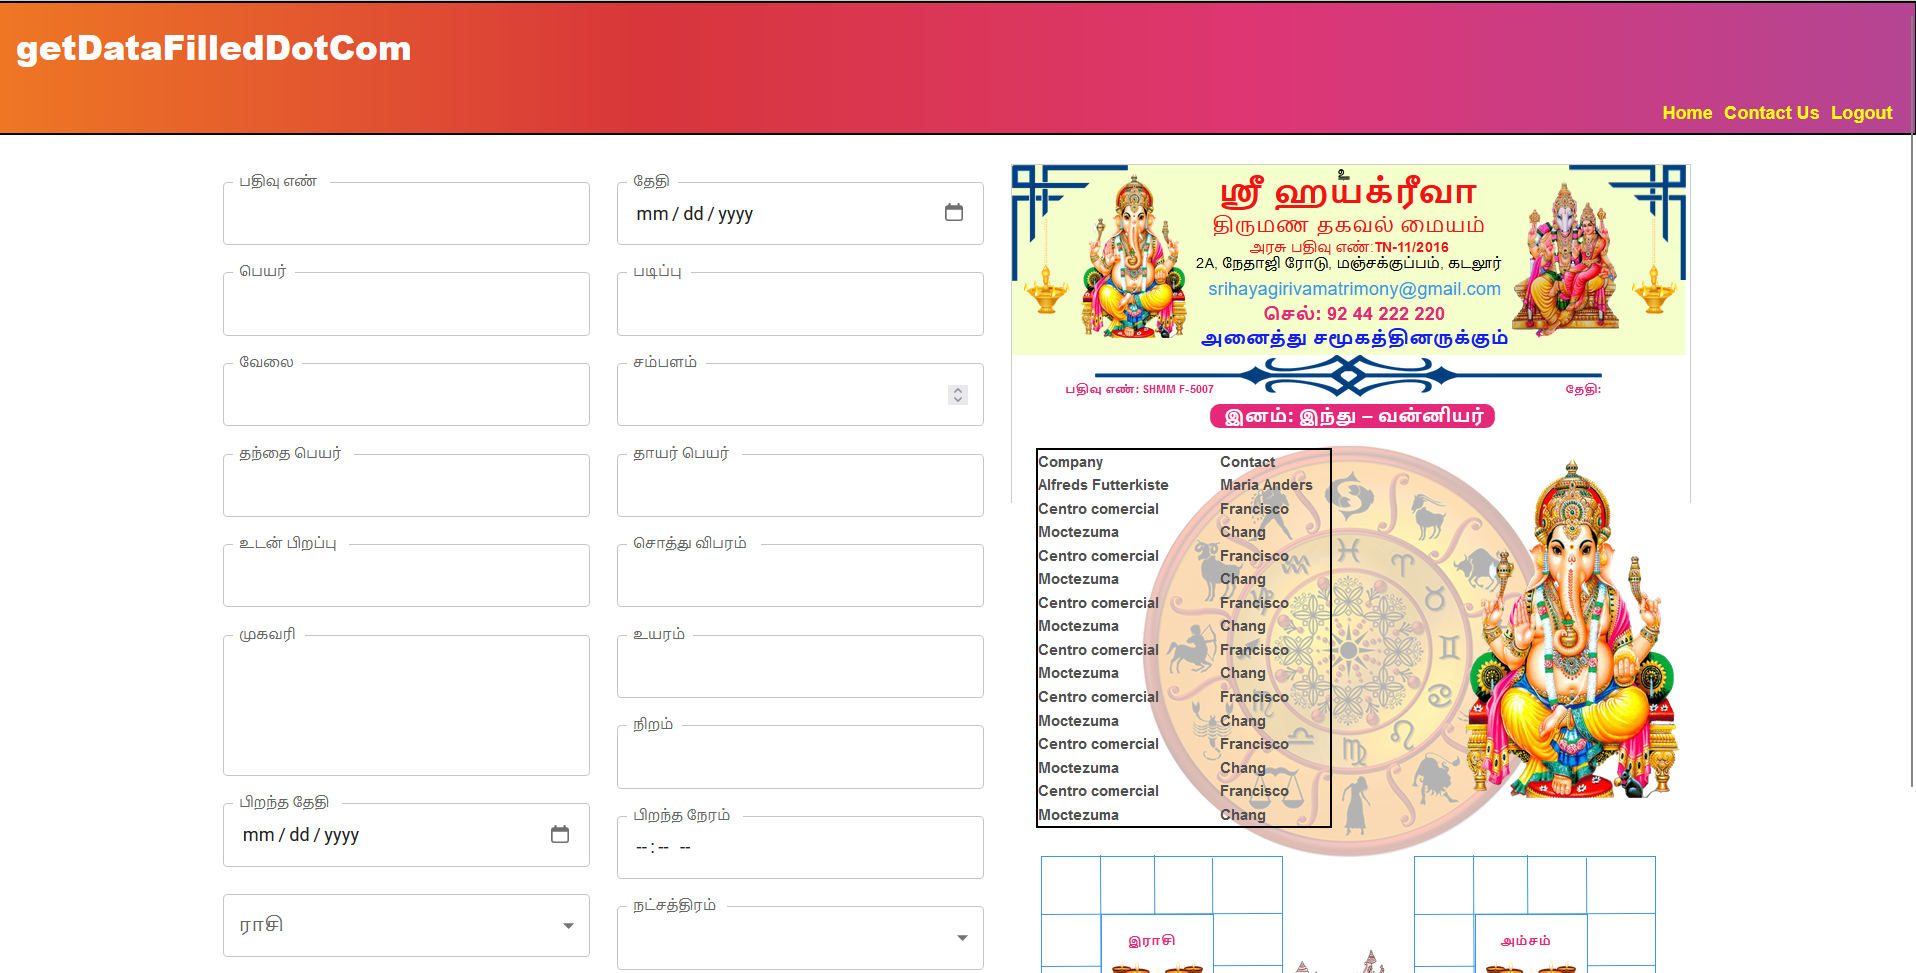 getDataFilledDotCom
Home Contact Us Logout
பதிவு எண்
தேதி
mm / dd / yyyy
பெயர்
படிப்பு
வேலை
சம்பளம்
தந்தை பெயர்
தாயர் பெயர்
உடன் பிறப்பு
சொத்து விபரம்
முகவரி
உயரம்
நிறம்
பிறந்த தேதி
mm / dd / yyyy
பிறந்த நேரம்
-- : -- --
ராசி
நட்சத்திரம்
உ
ஸ்ரீ ஹயக்ரீவா
திருமண தகவல் மையம்
அரசு பதிவு எண்:TN-11/2016
2A, நேதாஜி ரோடு, மஞ்சக்குப்பம், கடலூர்
srihayagirivamatrimony@gmail.com
செல்: 92 44 222 220
அனைத்து சமூகத்தினருக்கும்
பதிவு எண்: SHMM F-5007
தேதி:
இனம்: இந்து – வன்னியர்
Company Contact
Alfreds Futterkiste Maria Anders
Centro comercial Francisco
Moctezuma Chang
Centro comercial Francisco
Moctezuma Chang
Centro comercial Francisco
Moctezuma Chang
Centro comercial Francisco
Moctezuma Chang
Centro comercial Francisco
Moctezuma Chang
Centro comercial Francisco
Moctezuma Chang
Centro comercial Francisco
Moctezuma Chang
இராசி
அம்சம்